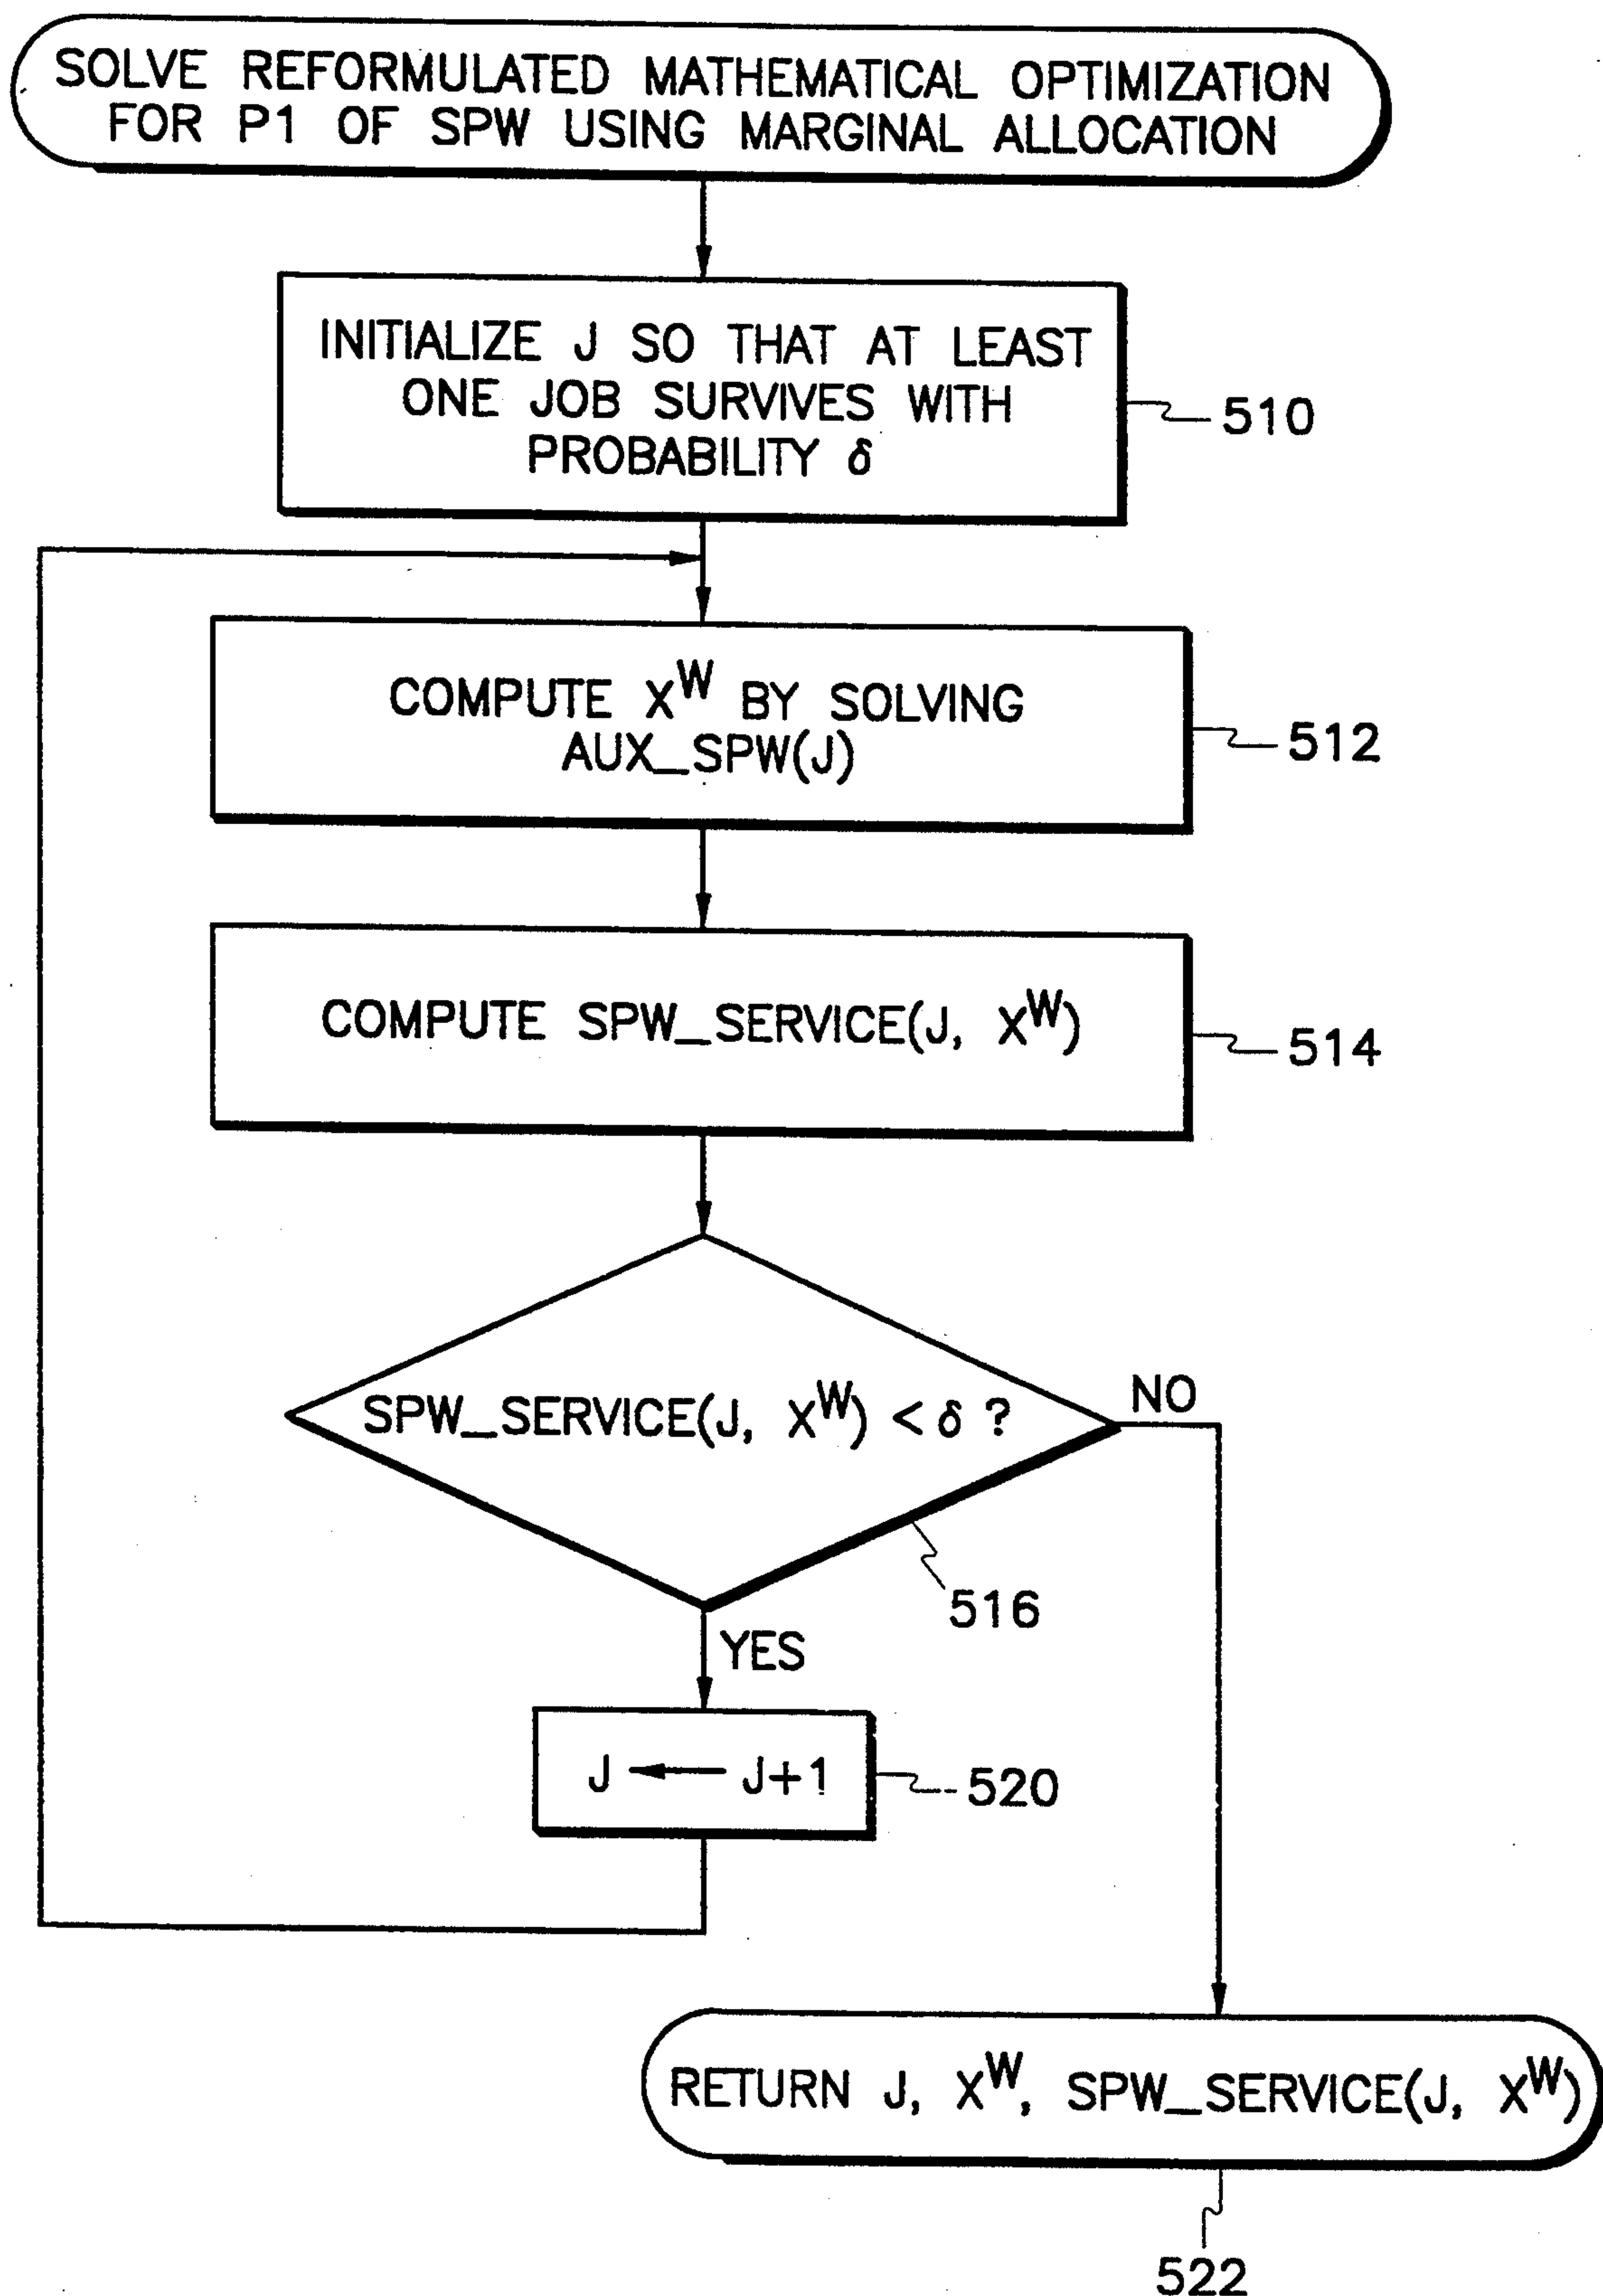 SOLVE REFORMULATED MATHEMATICAL OPTIMIZATION
FOR P1 OF SPW USING MARGINAL ALLOCATION
INITIALIZE J SO THAT AT LEAST
ONE JOB SURVIVES WITH
PROBABILITY δ
510
COMPUTE X^W BY SOLVING
AUX_SPW(J)
512
COMPUTE SPW_SERVICE(J, X^W)
514
SPW_SERVICE(J, X^W) < δ ?
NO
516
YES
J ← J+1
520
RETURN J, X^W, SPW_SERVICE(J, X^W)
522